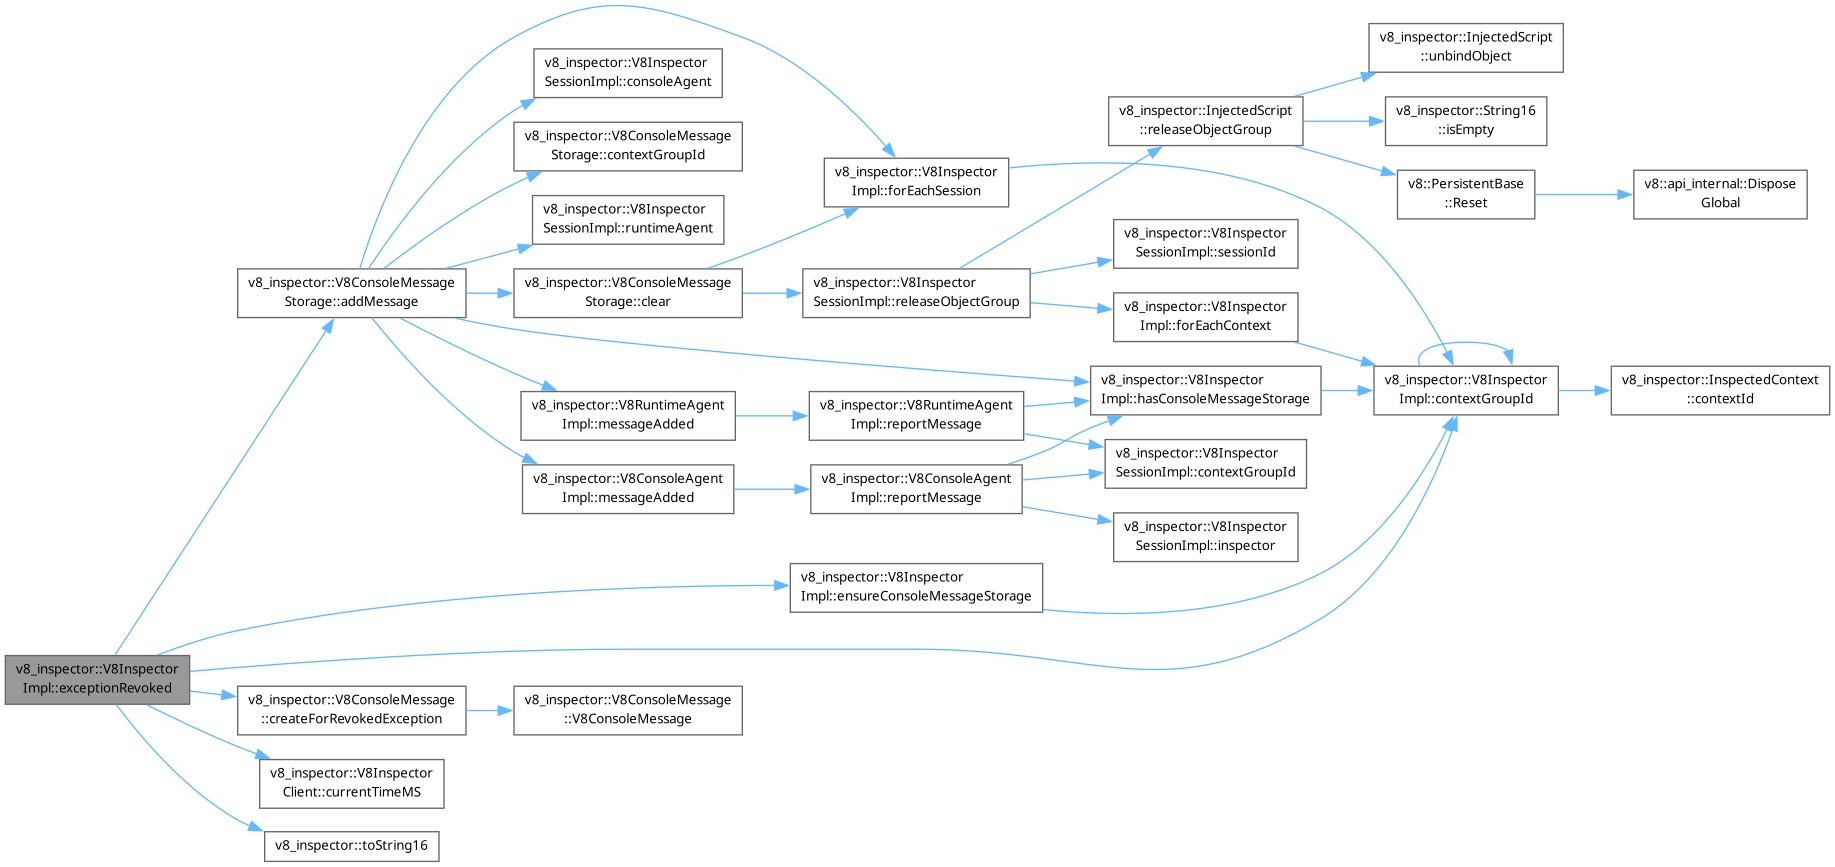 v8_inspector::V8Inspector
Impl::exceptionRevoked
v8_inspector::V8ConsoleMessage
Storage::addMessage
v8_inspector::V8Inspector
SessionImpl::consoleAgent
v8_inspector::V8ConsoleMessage
Storage::contextGroupId
v8_inspector::V8Inspector
SessionImpl::runtimeAgent
v8_inspector::V8ConsoleMessage
Storage::clear
v8_inspector::V8Inspector
Impl::forEachSession
v8_inspector::V8Inspector
SessionImpl::releaseObjectGroup
v8_inspector::InjectedScript
::releaseObjectGroup
v8_inspector::InjectedScript
::unbindObject
v8_inspector::String16
::isEmpty
v8::PersistentBase
::Reset
v8::api_internal::Dispose
Global
v8_inspector::V8Inspector
SessionImpl::sessionId
v8_inspector::V8Inspector
Impl::forEachContext
v8_inspector::V8Inspector
Impl::hasConsoleMessageStorage
v8_inspector::V8Inspector
Impl::contextGroupId
v8_inspector::InspectedContext
::contextId
v8_inspector::V8RuntimeAgent
Impl::messageAdded
v8_inspector::V8RuntimeAgent
Impl::reportMessage
v8_inspector::V8Inspector
SessionImpl::contextGroupId
v8_inspector::V8ConsoleAgent
Impl::messageAdded
v8_inspector::V8ConsoleAgent
Impl::reportMessage
v8_inspector::V8Inspector
SessionImpl::inspector
v8_inspector::V8Inspector
Impl::ensureConsoleMessageStorage
v8_inspector::V8ConsoleMessage
::createForRevokedException
v8_inspector::V8ConsoleMessage
::V8ConsoleMessage
v8_inspector::V8Inspector
Client::currentTimeMS
v8_inspector::toString16